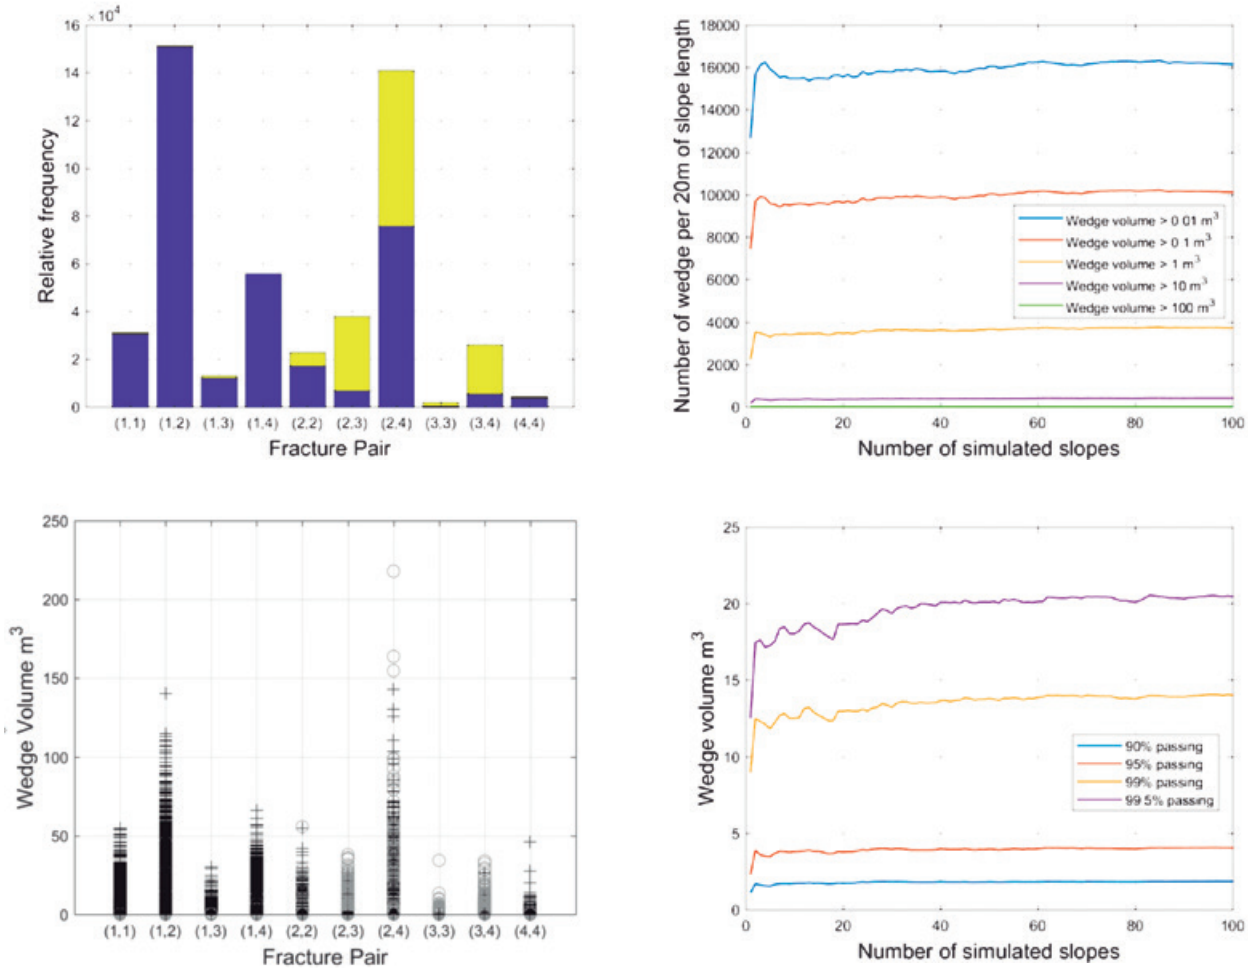 × 10⁴
16
14
12
10
8
6
4
2
0
Relative frequency
(1,1) (1,2) (1,3) (1,4) (2,2) (2,3) (2,4) (3,3) (3,4) (4,4)
Fracture Pair
18000
16000
14000
12000
10000
8000
6000
4000
2000
0
Number of wedge per 20m of slope length
Wedge volume > 0 01 m³
Wedge volume > 0 1 m³
Wedge volume > 1 m³
Wedge volume > 10 m³
Wedge volume > 100 m³
0 20 40 60 80 100
Number of simulated slopes
250
200
150
100
50
0
Wedge Volume m³
(1,1) (1,2) (1,3) (1,4) (2,2) (2,3) (2,4) (3,3) (3,4) (4,4)
Fracture Pair
25
20
15
10
5
0
Wedge volume m³
90% passing
95% passing
99% passing
99 5% passing
0 20 40 60 80 100
Number of simulated slopes